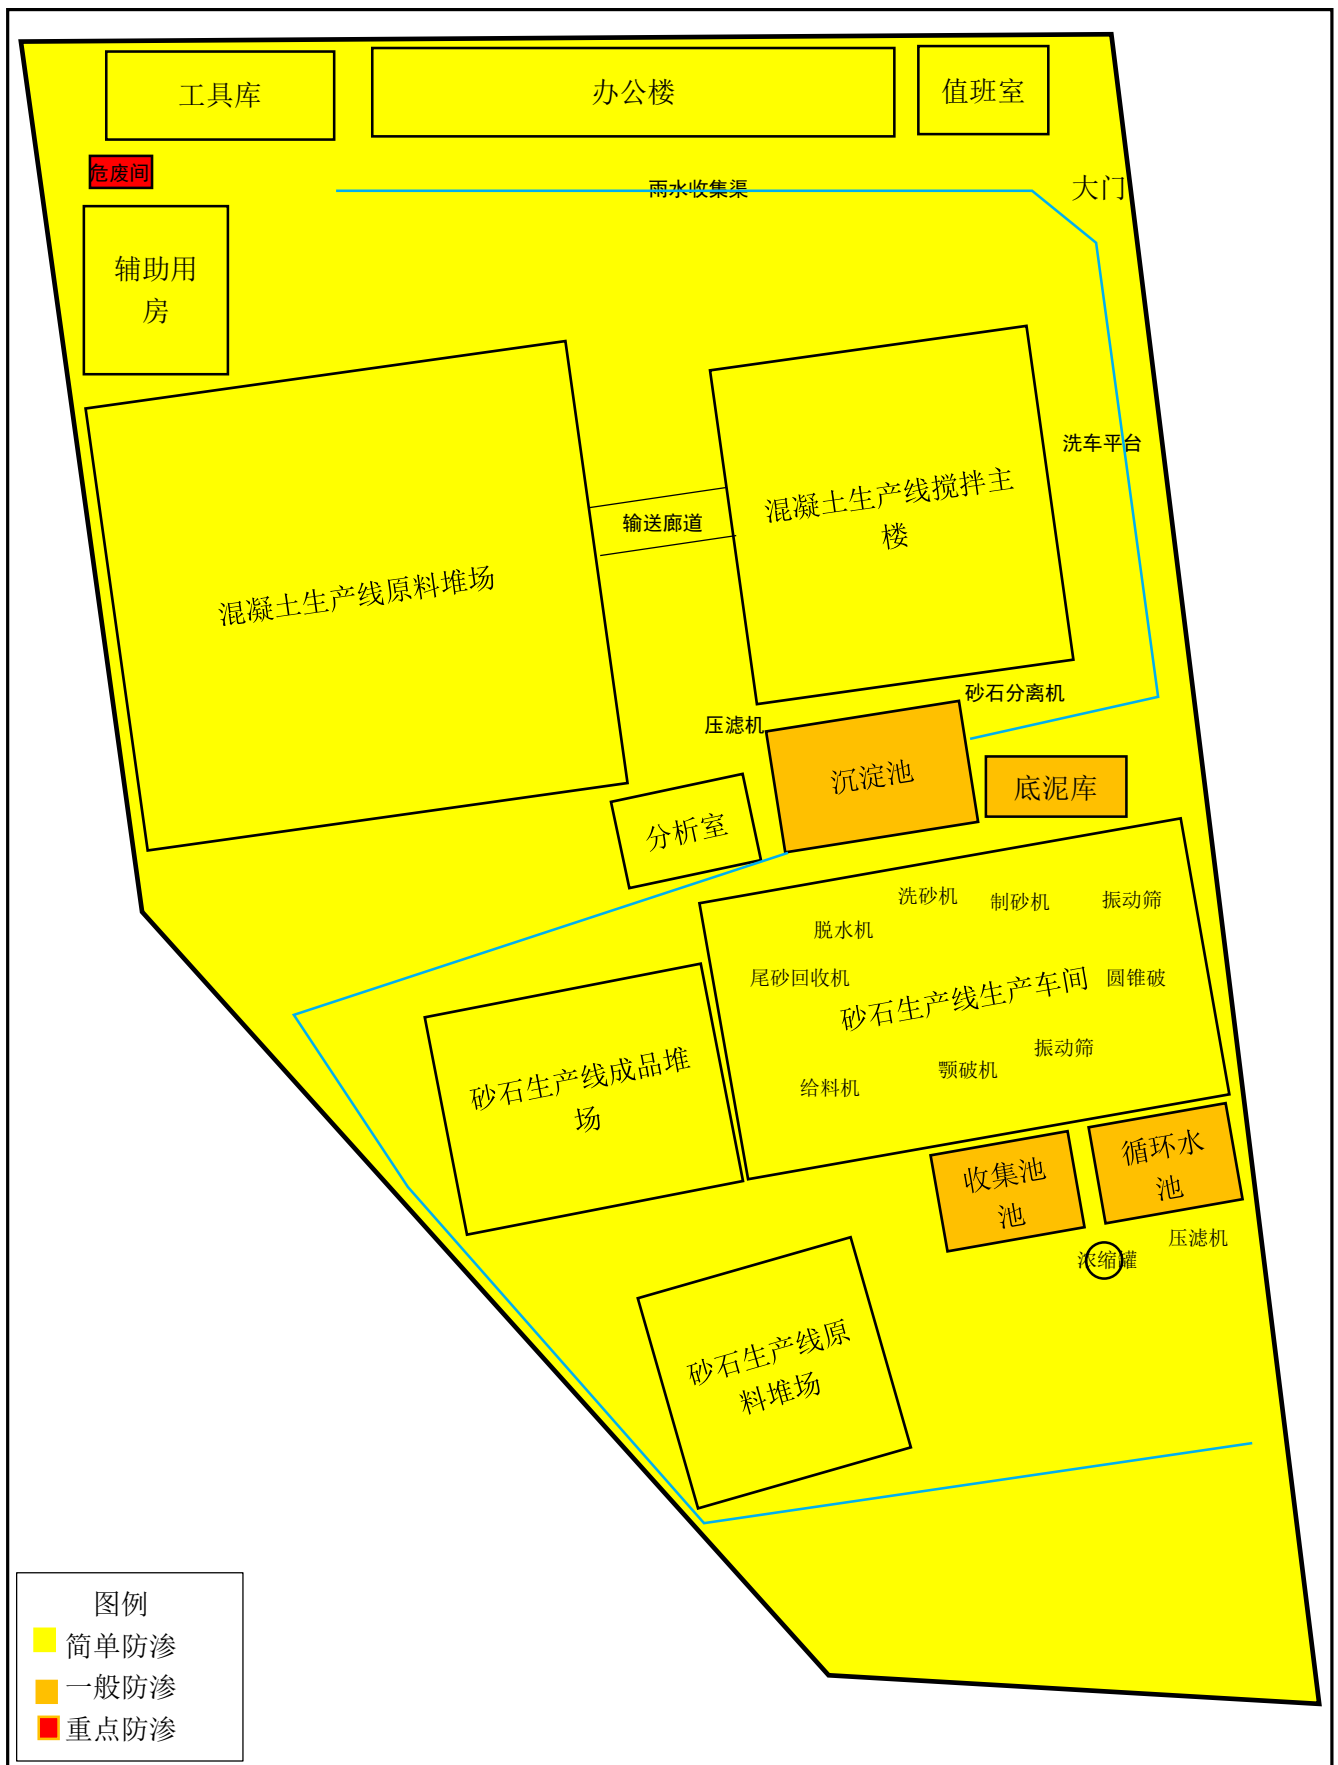 工具库
办公楼
值班室
危废间
雨水收集渠
大门
辅助用
房
洗车平台
混凝土生产线搅拌主
楼
输送廊道
混凝土生产线原料堆场
砂石分离机
压滤机
沉淀池
底泥库
分析室
洗砂机
制砂机
振动筛
脱水机
尾砂回收机
砂石生产线生产车间
圆锥破
振动筛
颚破机
给料机
砂石生产线成品堆
场
收集池
池
循环水
池
压滤机
浓缩罐
砂石生产线原
料堆场
图例
简单防渗
一般防渗
重点防渗